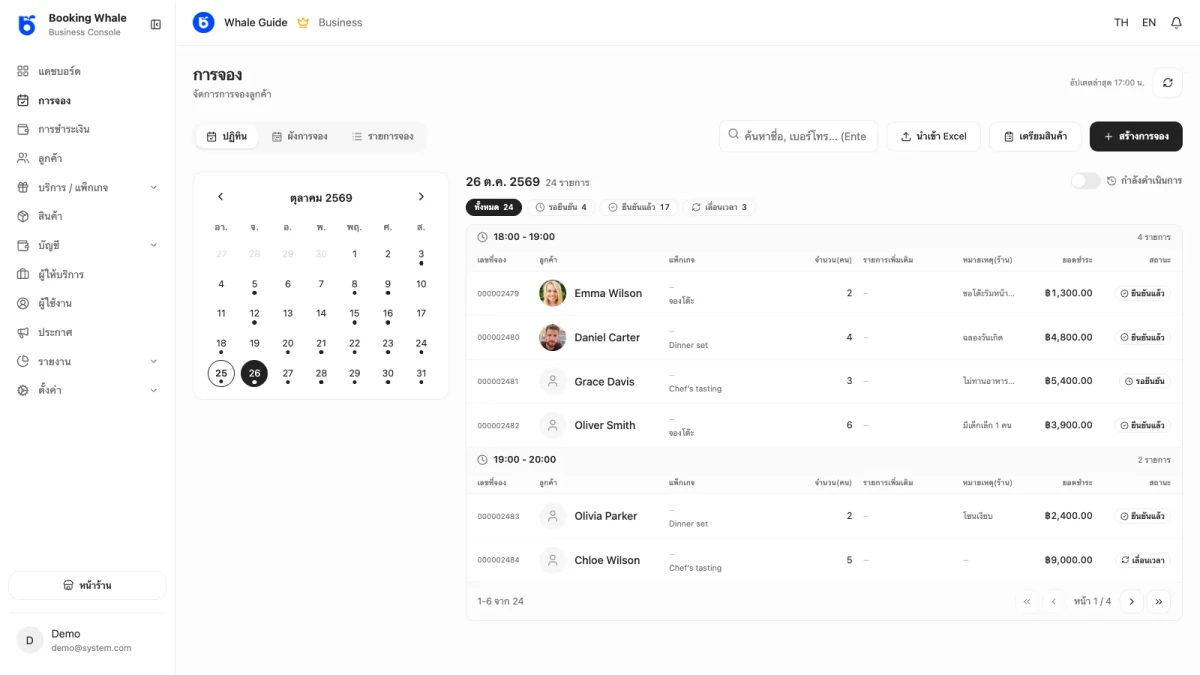 Booking Whale
Business Console
Whale Guide Business
TH EN
แดชบอร์ด
การจอง
การชำระเงิน
ลูกค้า
บริการ / แพ็กเกจ
สินค้า
บัญชี
ผู้ให้บริการ
ผู้ใช้งาน
ประกาศ
รายงาน
ตั้งค่า
หน้าร้าน
D
Demo
demo@system.com
การจอง
จัดการการจองลูกค้า
อัปเดตล่าสุด 17:00 น.
ปฏิทิน ผังการจอง รายการจอง
ค้นหาชื่อ, เบอร์โทร... (Ente
นำเข้า Excel
เตรียมสินค้า
+ สร้างการจอง
ตุลาคม 2569
อา. จ. อ. พ. พฤ. ศ. ส.
27 28 29 30 1 2 3
4 5 6 7 8 9 10
11 12 13 14 15 16 17
18 19 20 21 22 23 24
25 26 27 28 29 30 31
26 ต.ค. 2569 24 รายการ
กำลังดำเนินการ
ทั้งหมด 24 รอยืนยัน 4 ยืนยันแล้ว 17 เลื่อนเวลา 3
18:00 - 19:00 4 รายการ
เลขที่จอง ลูกค้า แพ็กเกจ จำนวน(คน) รายการเพิ่มเติม หมายเหตุ(ร้าน) ยอดชำระ สถานะ
000002479 Emma Wilson – จองโต๊ะ 2 – ขอโต๊ะริมหน้า... ฿1,300.00 ยืนยันแล้ว
000002480 Daniel Carter – Dinner set 4 – ฉลองวันเกิด ฿4,800.00 ยืนยันแล้ว
000002481 Grace Davis – Chef's tasting 3 – ไม่ทานอาหาร... ฿5,400.00 รอยืนยัน
000002482 Oliver Smith – จองโต๊ะ 6 – มีเด็กเล็ก 1 คน ฿3,900.00 ยืนยันแล้ว
19:00 - 20:00 2 รายการ
เลขที่จอง ลูกค้า แพ็กเกจ จำนวน(คน) รายการเพิ่มเติม หมายเหตุ(ร้าน) ยอดชำระ สถานะ
000002483 Olivia Parker – Dinner set 2 – โซนเงียบ ฿2,400.00 ยืนยันแล้ว
000002484 Chloe Wilson – Chef's tasting 5 – – ฿9,000.00 เลื่อนเวลา
1-6 จาก 24 « ‹ หน้า 1 / 4 › »